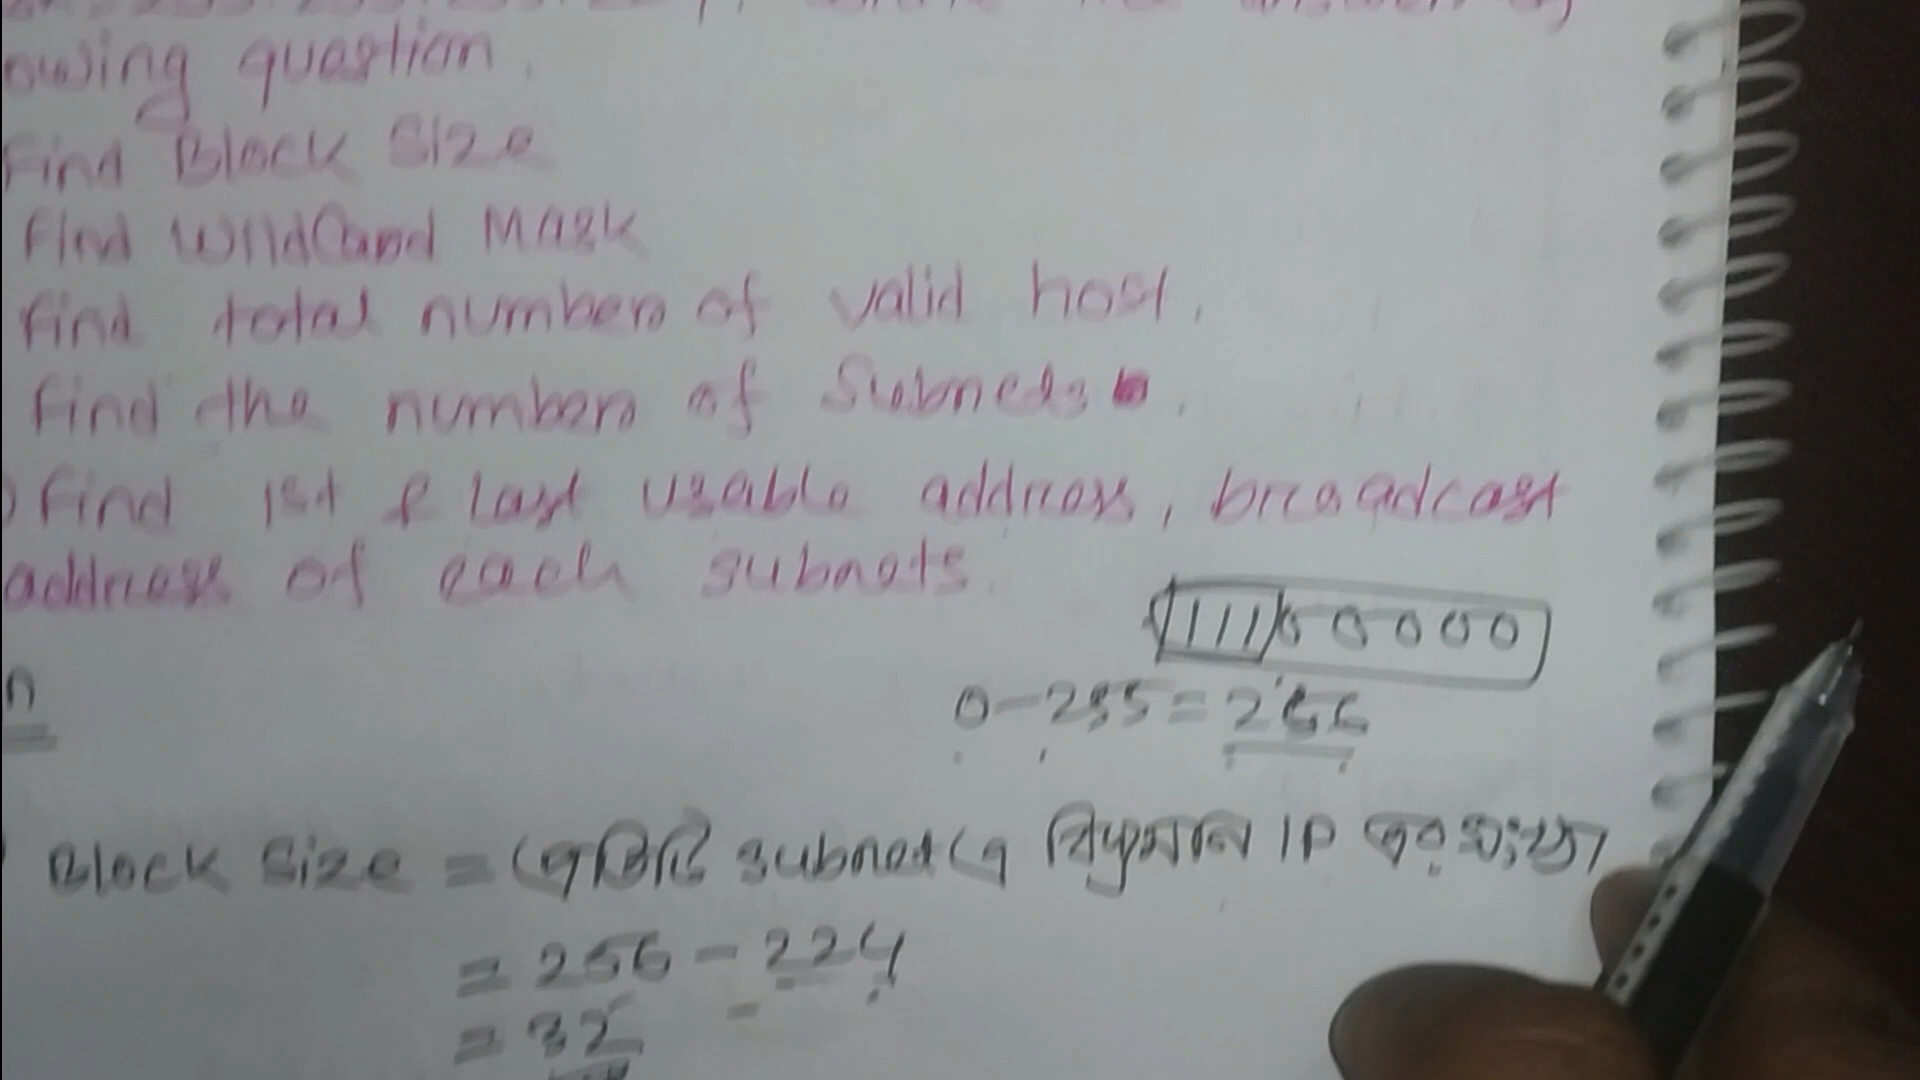 owing question.
Find Block Size
Find Wildcard Mask
find total number of valid host.
find the number of Subnets.
) Find 1st & last usable address, broadcast
address of each subnets.
11100000
n
0-255=256
Block Size = প্রতিটি subnet এ বিদ্যমান IP এর সংখ্যা
= 256 - 224
= 32